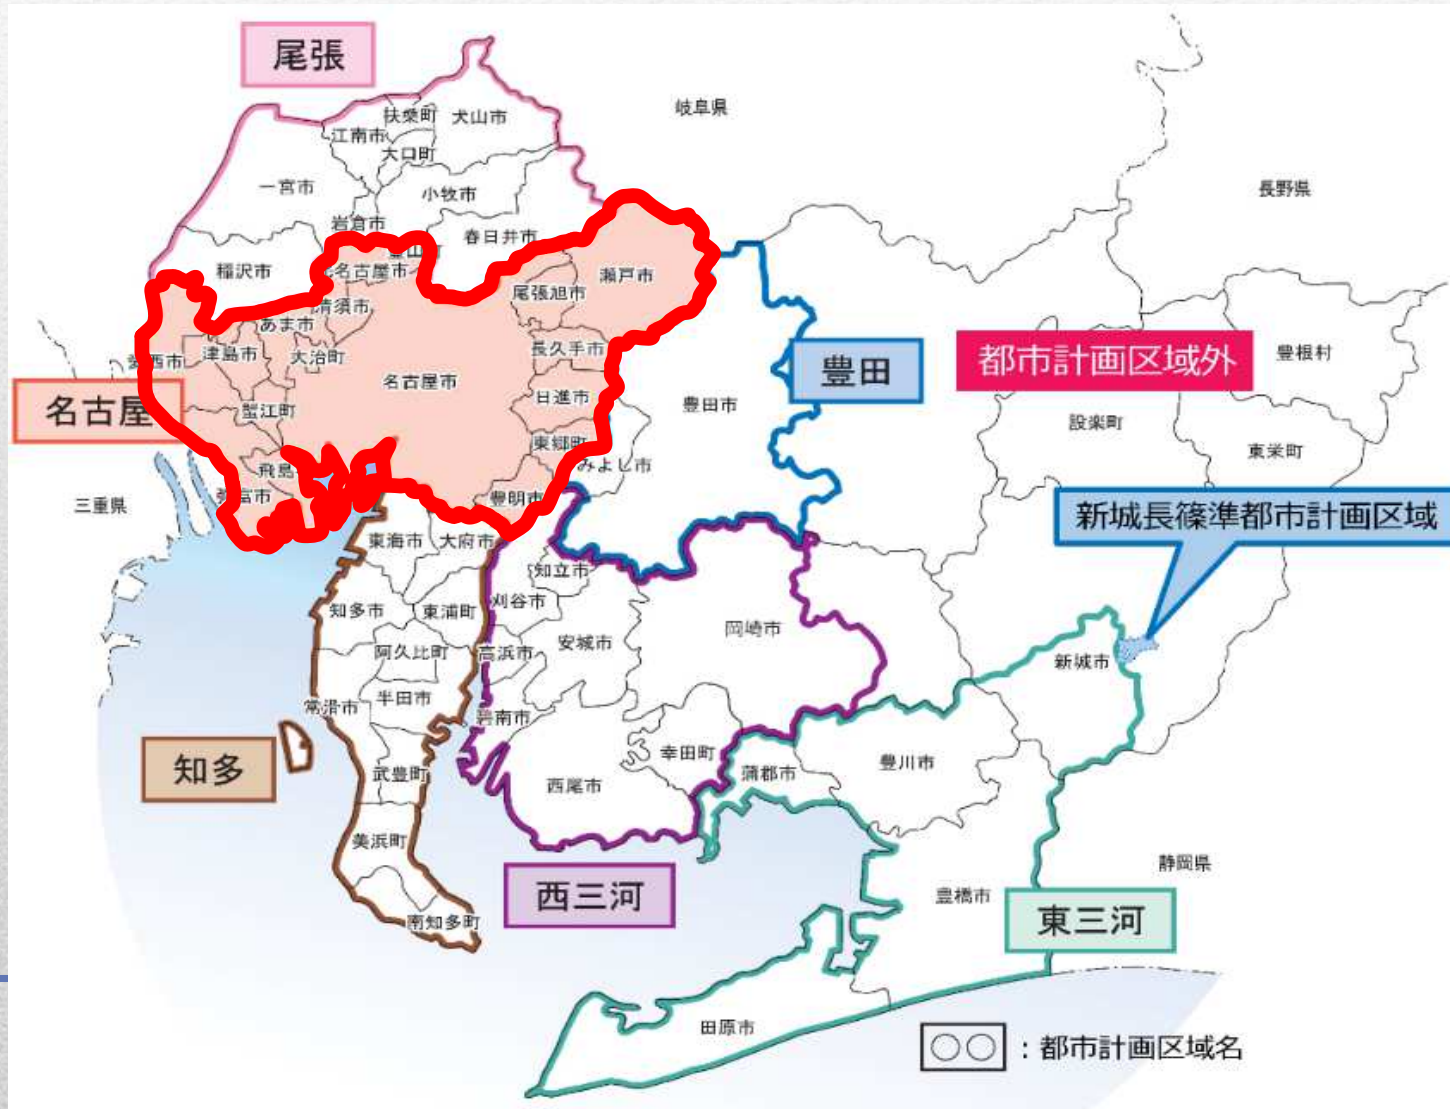 尾張
岐阜県
扶桑町
犬山市
江南市
大口町
一宮市
小牧市
長野県
岩倉市
春日井市
稲沢市
名古屋市
瀬戸市
尾張旭市
清須市
あま市
津島市
大治町
長久手市
豊根村
都市計画区域外
豊田
名古屋市
日進市
豊田市
名古屋
蟹江町
設楽町
東郷町
東栄町
みよし市
飛島
豊明市
三重県
新城長篠準都市計画区域
東海市
大府市
知立市
刈谷市
知多市
東浦町
岡崎市
安城市
阿久比町
高浜市
新城市
半田市
常滑市
碧南市
幸田町
豊川市
知多
武豊町
蒲郡市
西尾市
美浜町
静岡県
西三河
豊橋市
南知多町
東三河
田原市
○○：都市計画区域名